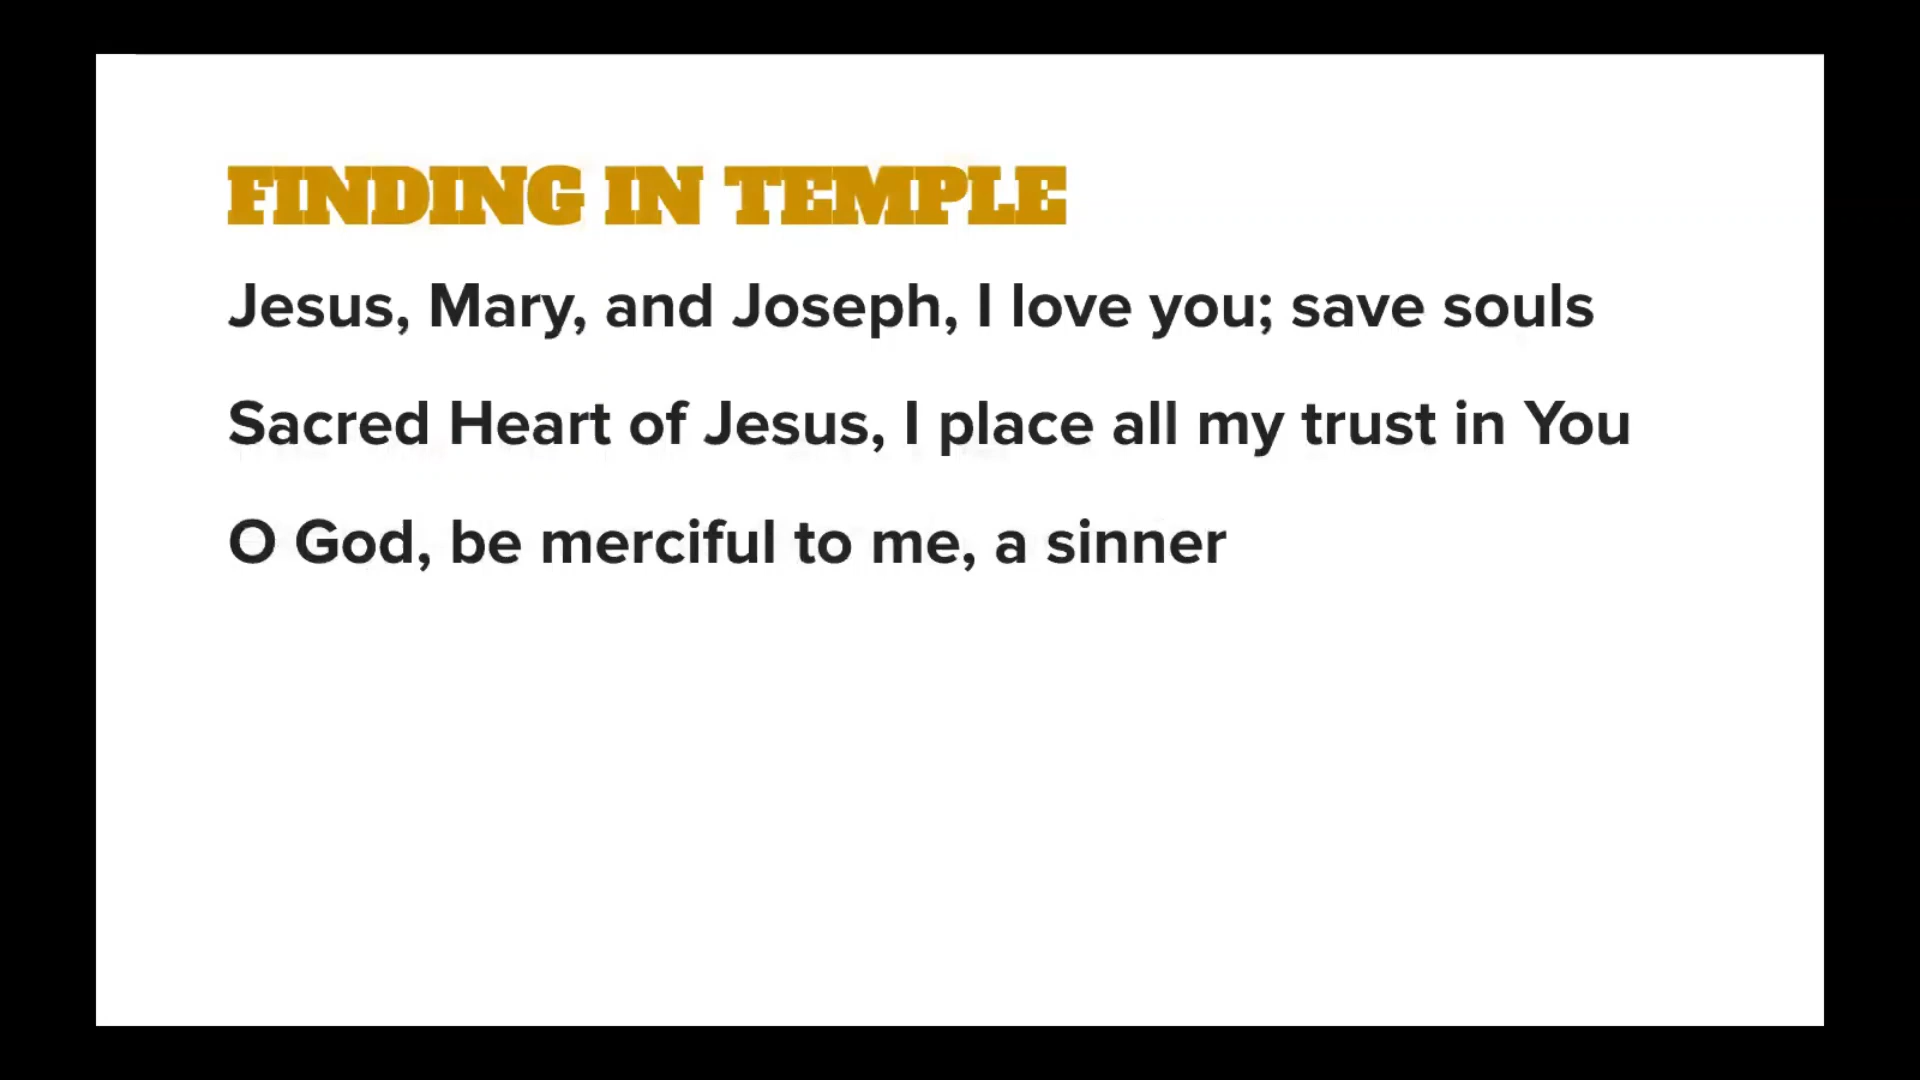 FINDING IN TEMPLE
Jesus, Mary, and Joseph, I love you; save souls
Sacred Heart of Jesus, I place all my trust in You
O God, be merciful to me, a sinner